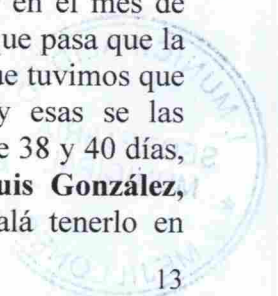 en el mes de
ue pasa que la
ue tuvimos que
y esas se las
e 38 y 40 días,
uis González,
alá tenerlo en
13